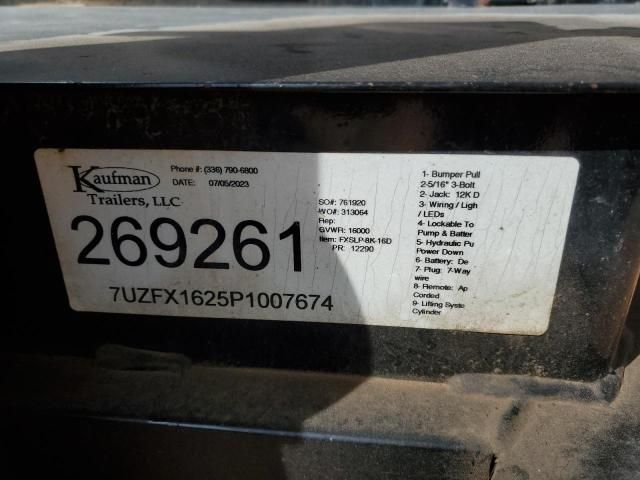 Kaufman
Trailers, LLC
Phone #: (336) 790-6800
DATE: 07/05/2023
269261
7UZFX1625P1007674
SO#: 761920
WO#: 313064
Rep:
GVWR: 16000
Item: FXSLP-8K-16D
PR: 12290
1- Bumper Pull
2-5/16" 3-Bolt
2- Jack: 12K D
3- Wiring / Ligh
/ LEDs
4- Lockable To
Pump & Batter
5- Hydraulic Pu
Power Down
6- Battery: De
7- Plug: 7-Way
wire
8- Remote: Ap
Corded
9- Lifting Syste
Cylinder